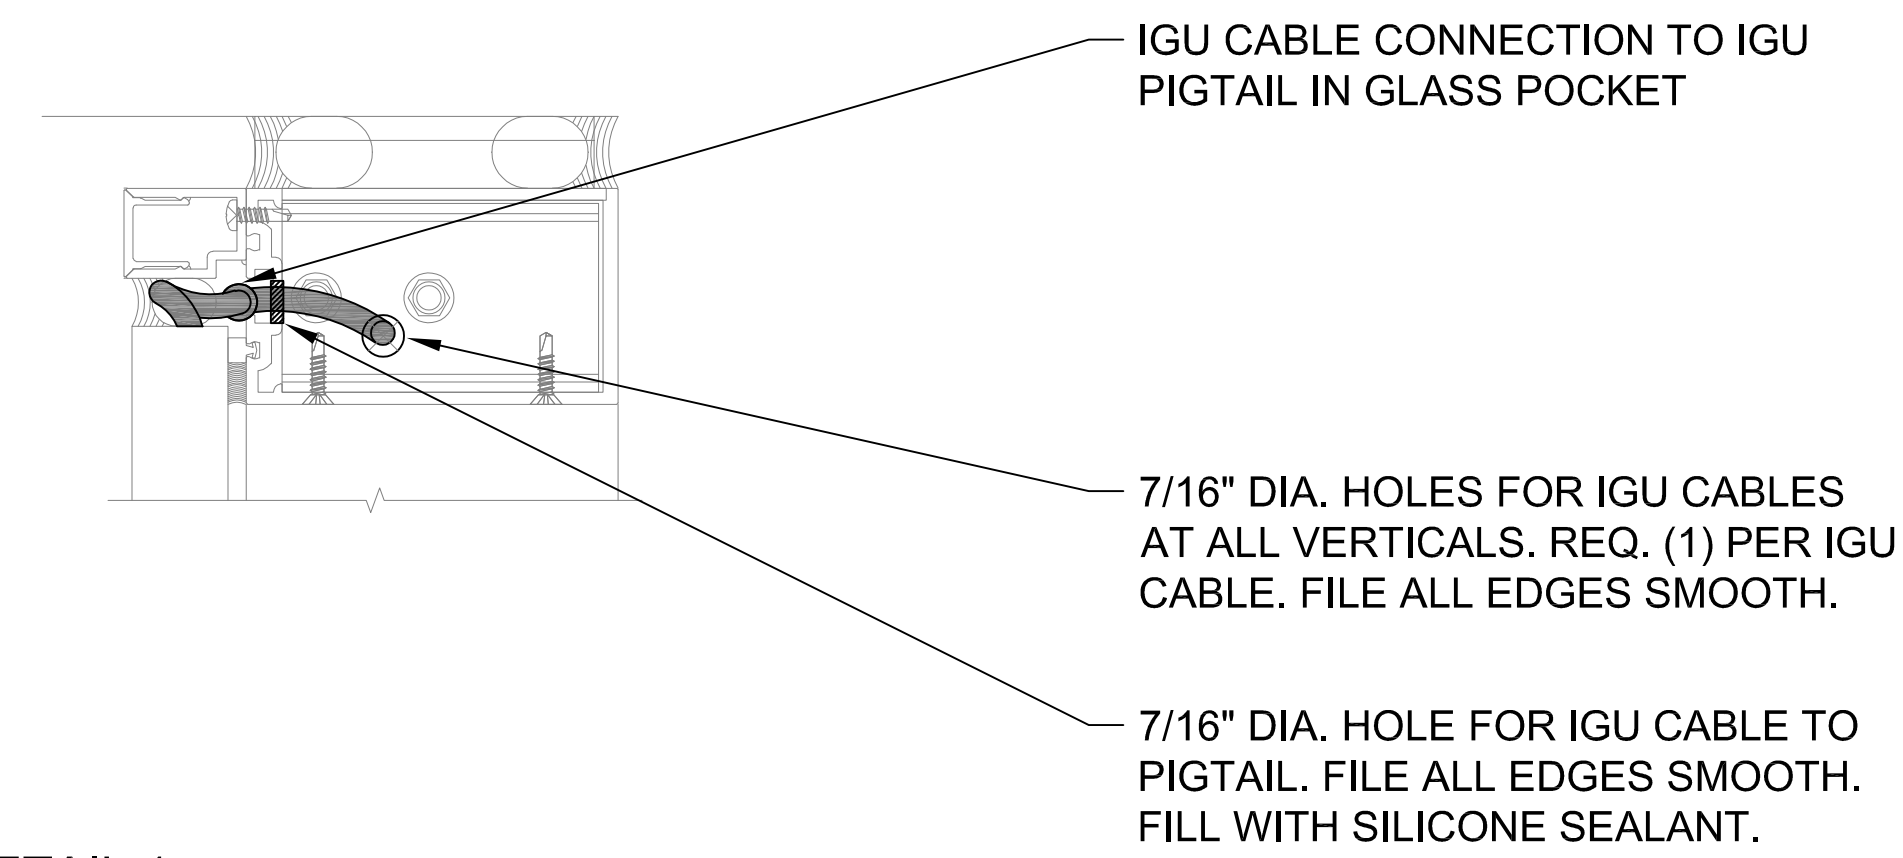 IGU CABLE CONNECTION TO IGU
PIGTAIL IN GLASS POCKET
7/16" DIA. HOLES FOR IGU CABLES
AT ALL VERTICALS. REQ. (1) PER IGU
CABLE. FILE ALL EDGES SMOOTH.
7/16" DIA. HOLE FOR IGU CABLE TO
PIGTAIL. FILE ALL EDGES SMOOTH.
FILL WITH SILICONE SEALANT.